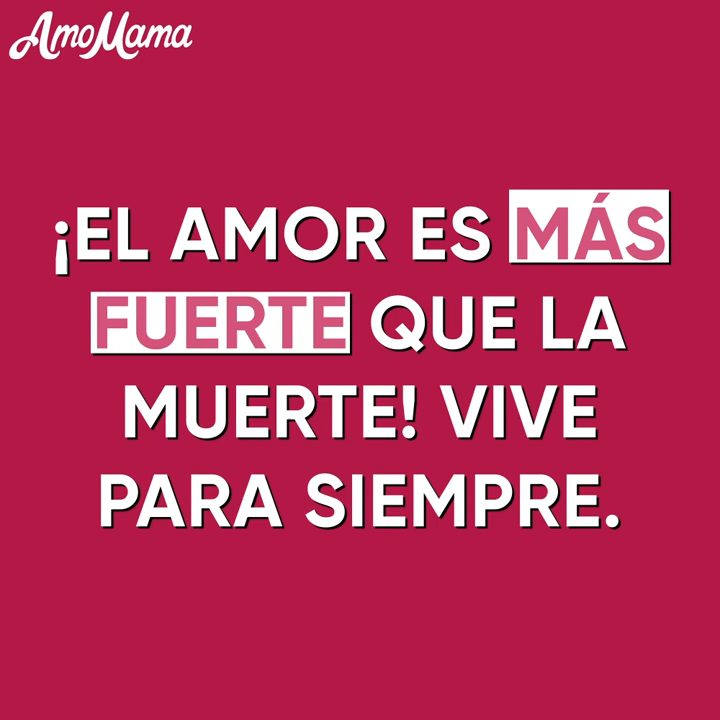 AmoMama
¡EL AMOR ES MÁS
FUERTE QUE LA
MUERTE! VIVE
PARA SIEMPRE.